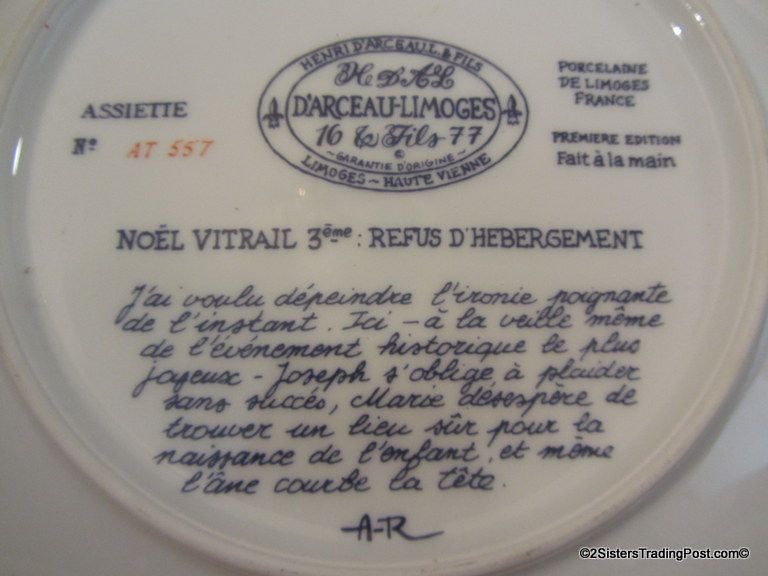 HENRI D'ARCEAU L. & FILS
H D'A L
D'ARCEAU-LIMOGES
16 & Fils 77
~GARANTIE D'ORIGINE~
©
LIMOGES ~ HAUTE VIENNE
ASSIETTE
Nº AT 557
PORCELAINE
DE LIMOGES
FRANCE
PREMIERE EDITION
Fait à la main
NOËL VITRAIL 3ème : REFUS D'HEBERGEMENT
J'ai voulu dépeindre l'ironie poignante
de l'instant. Ici - à la veille même
de l'événement historique le plus
joyeux - Joseph s'oblige à plaider
sans succés, Marie désespère de
trouver un lieu sûr pour la
naissance de l'enfant, et même
l'âne courbe la tête.
A-R
©2SistersTradingPost.com©